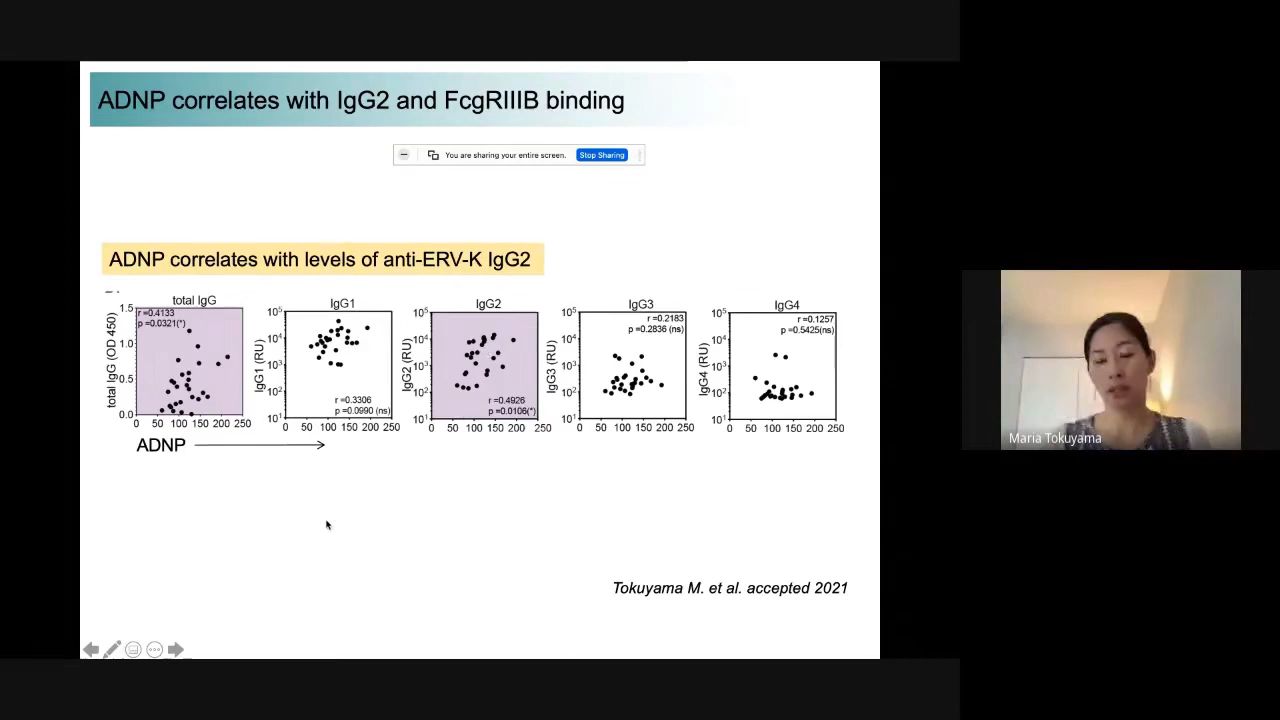 ADNP correlates with IgG2 and FcgRIIIB binding
You are sharing your entire screen. Stop Sharing
ADNP correlates with levels of anti-ERV-K IgG2
total IgG
r =0.4133
p =0.0321(*)
total IgG (OD 450)
1.5
1.0
0.5
0.0
0 50 100 150 200 250
IgG1
IgG1 (RU)
10⁵
10⁴
10³
10²
10¹
r =0.3306
p =0.0990 (ns)
0 50 100 150 200 250
IgG2
IgG2 (RU)
10⁵
10⁴
10³
10²
10¹
r =0.4926
p =0.0106(*)
0 50 100 150 200 250
IgG3
r =0.2183
p =0.2836 (ns)
IgG3 (RU)
10⁵
10⁴
10³
10²
10¹
0 50 100 150 200 250
IgG4
r =0.1257
p =0.5425(ns)
IgG4 (RU)
10⁵
10⁴
10³
10²
10¹
0 50 100 150 200 250
ADNP
Tokuyama M. et al. accepted 2021
Maria Tokuyama